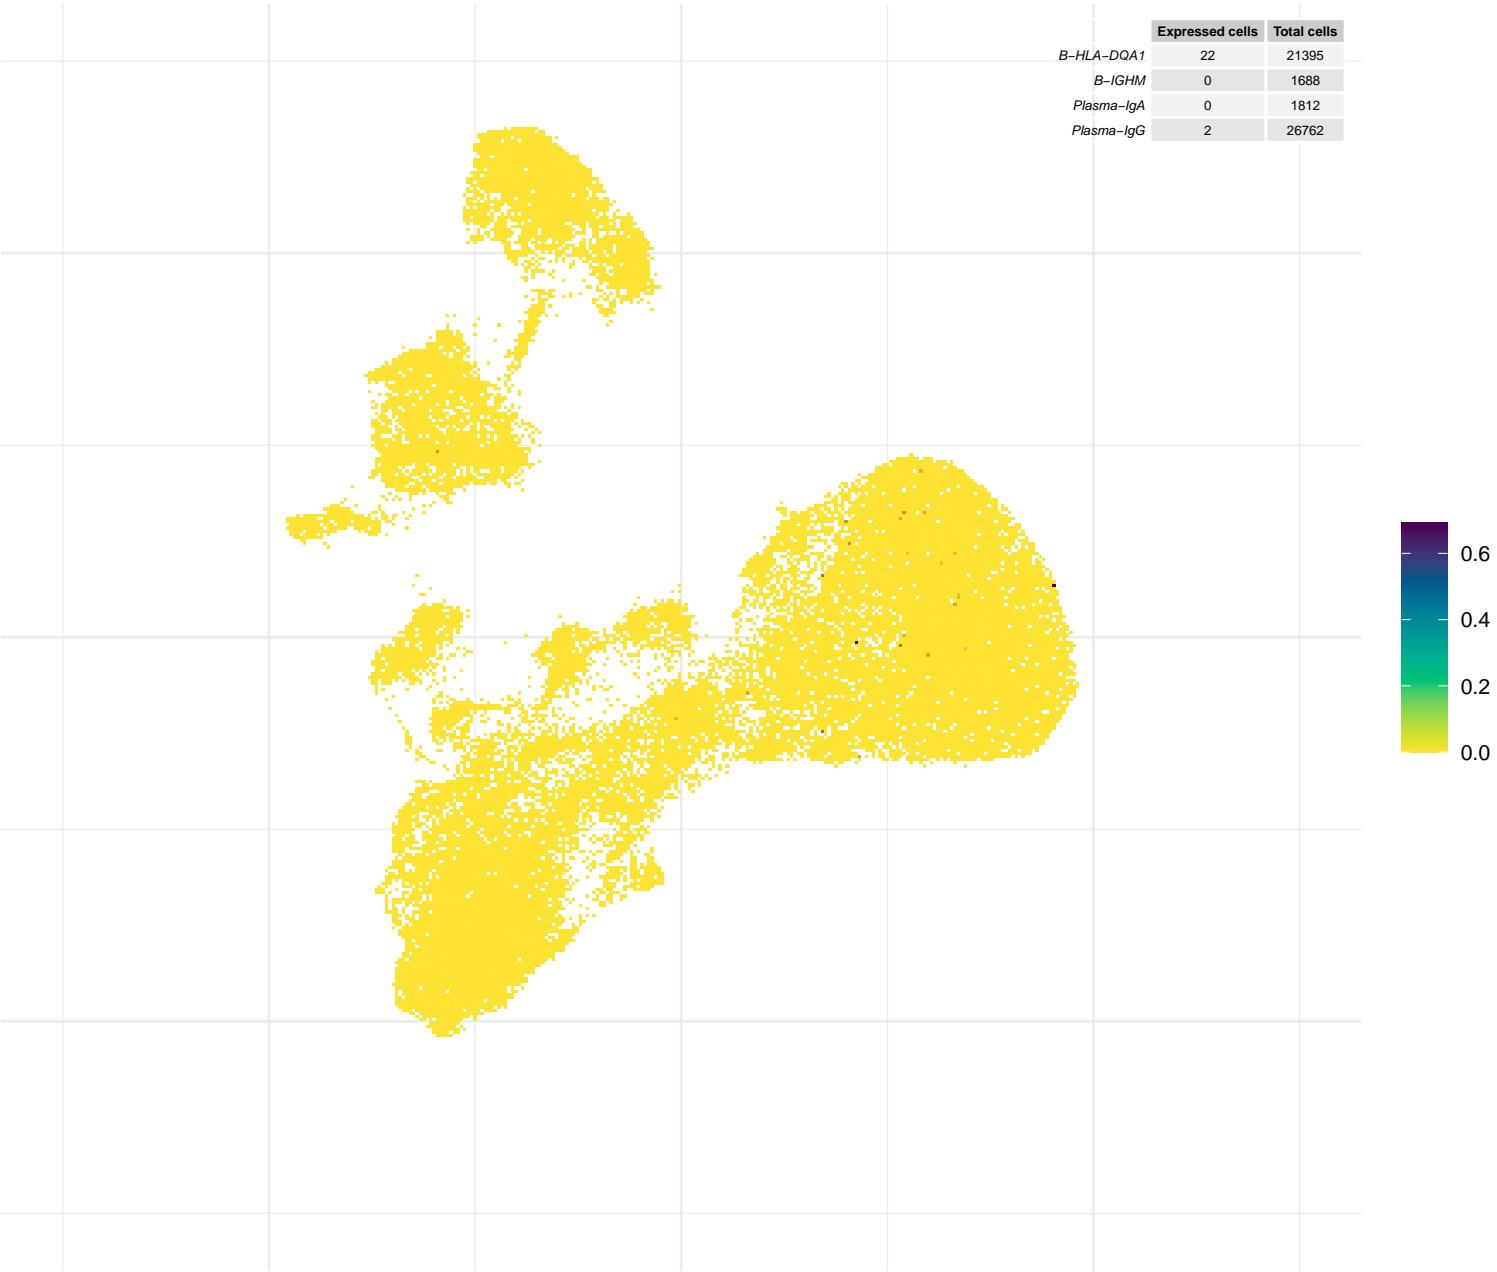 Expressed cells Total cells
B−HLA−DQA1 22 21395
B−IGHM 0 1688
Plasma−IgA 0 1812
Plasma−IgG 2 26762
0.6
0.4
0.2
0.0